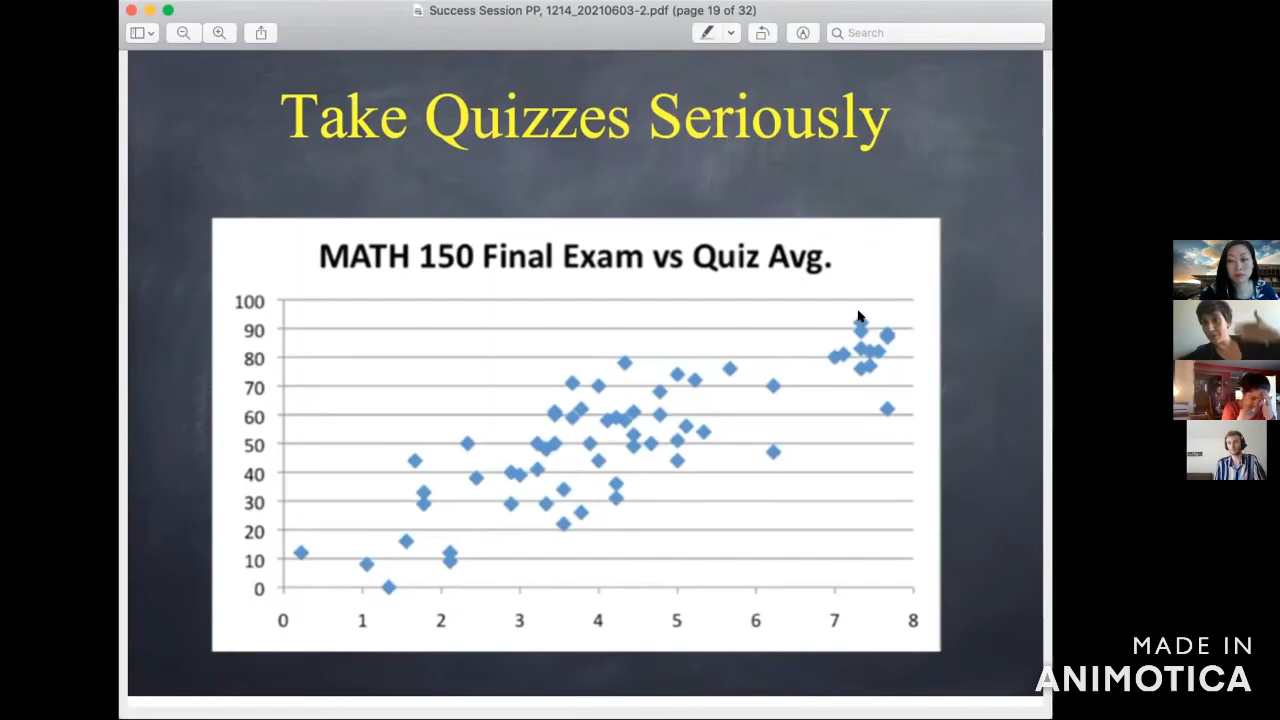 Success Session PP, 1214_20210603-2.pdf (page 19 of 32)
Search
Take Quizzes Seriously
MATH 150 Final Exam vs Quiz Avg.
100
90
80
70
60
50
40
30
20
10
0
0 1 2 3 4 5 6 7 8
MADE IN
ANIMOTICA